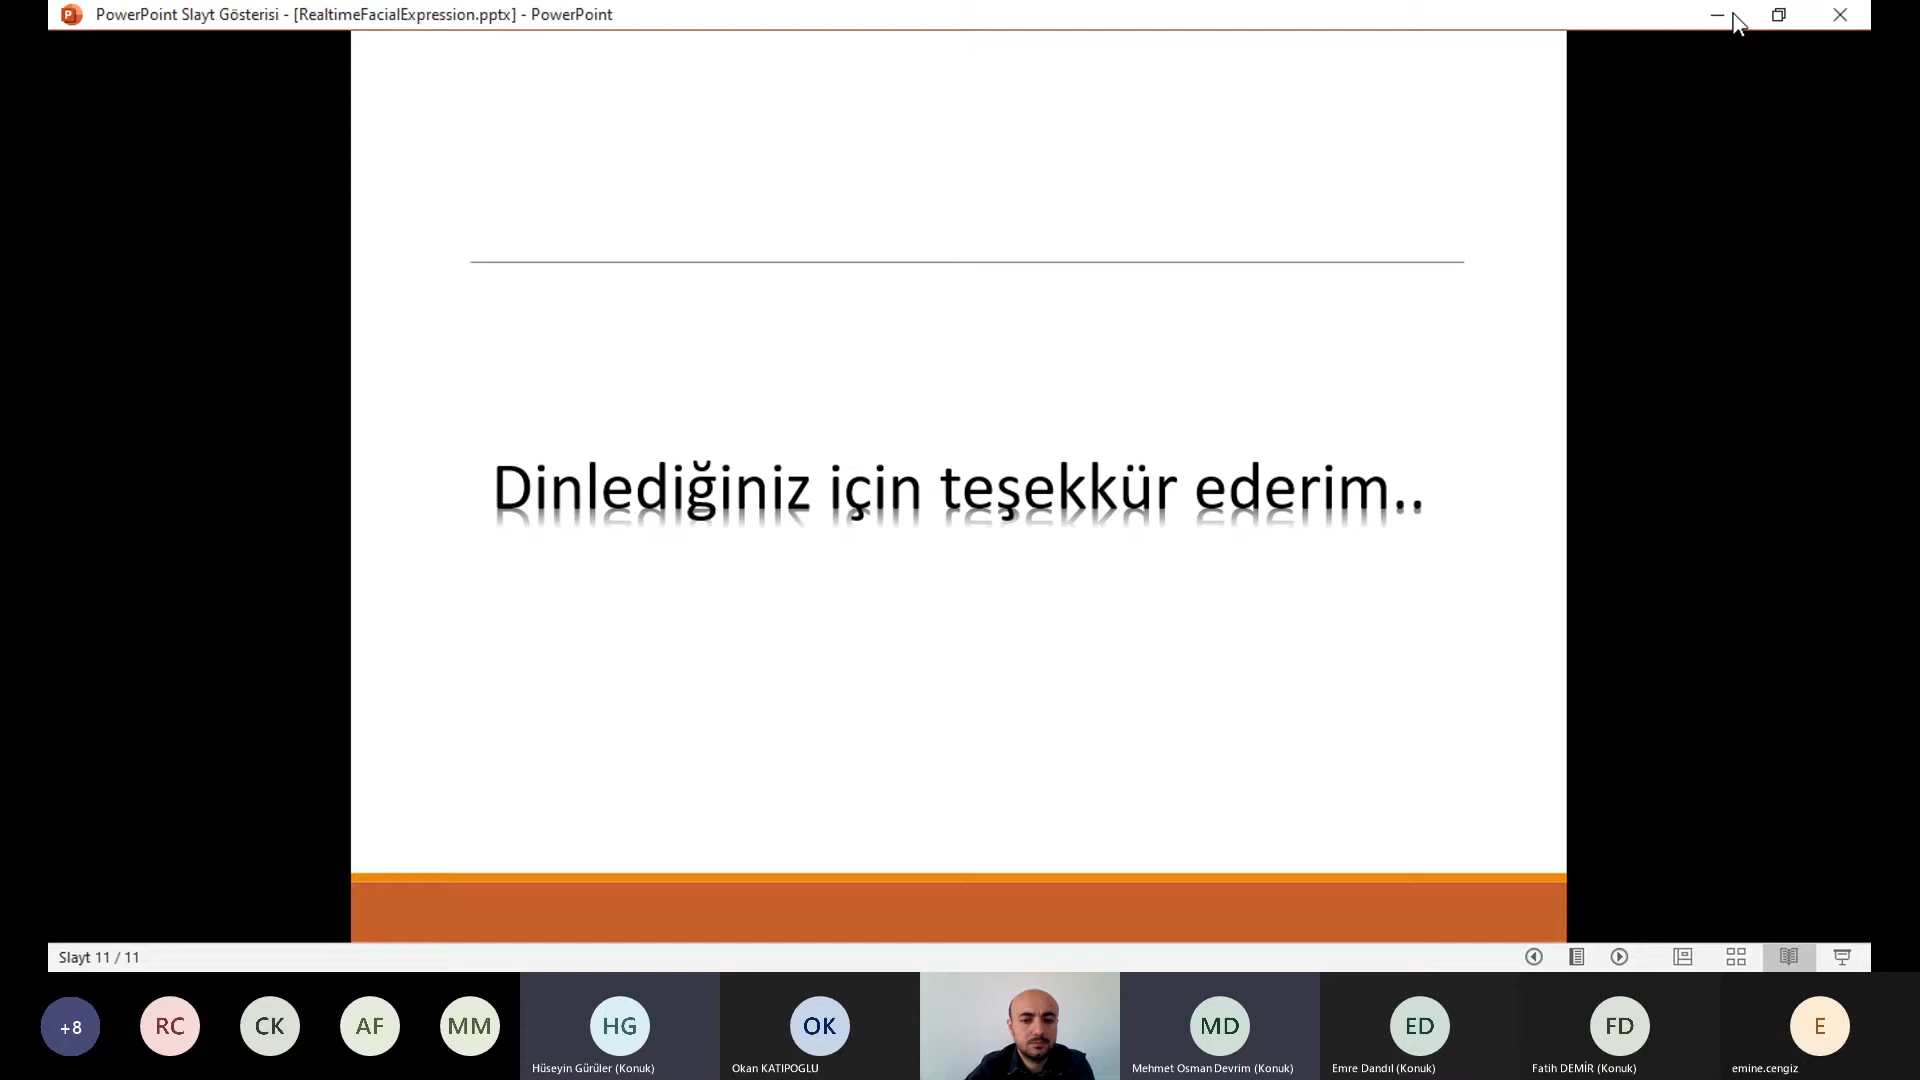 PowerPoint Slayt Gösterisi - [RealtimeFacialExpression.pptx] - PowerPoint
Dinlediğiniz için teşekkür ederim..
Slayt 11 / 11
+8
RC
CK
AF
MM
HG
OK
MD
ED
FD
E
Hüseyin Gürüler (Konuk)
Okan KATIPOGLU
Mehmet Osman Devrim (Konuk)
Emre Dandıl (Konuk)
Fatih DEMİR (Konuk)
emine.cengiz